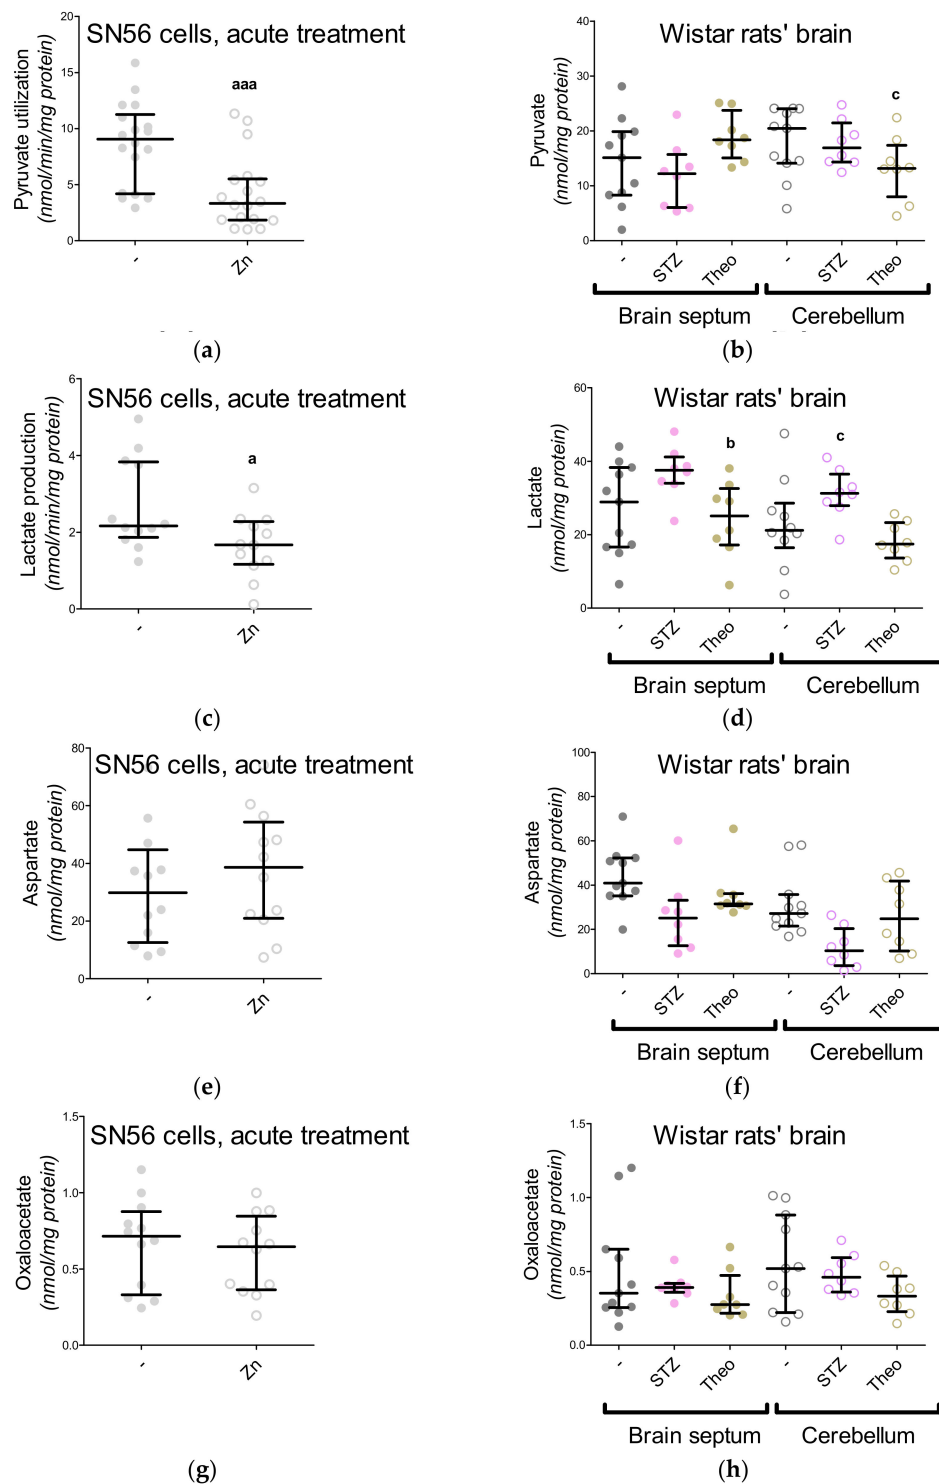 SN56 cells, acute treatment
Pyruvate utilization
(nmol/min/mg protein)
20
15
10
5
0
aaa
-
Zn
(a)
Wistar rats' brain
Pyruvate
(nmol/mg protein)
40
30
20
10
0
c
-
STZ
Theo
-
STZ
Theo
Brain septum
Cerebellum
(b)
SN56 cells, acute treatment
Lactate production
(nmol/min/mg protein)
6
4
2
0
a
-
Zn
(c)
Wistar rats' brain
Lactate
(nmol/mg protein)
60
40
20
0
b
c
-
STZ
Theo
-
STZ
Theo
Brain septum
Cerebellum
(d)
SN56 cells, acute treatment
Aspartate
(nmol/mg protein)
80
60
40
20
0
-
Zn
(e)
Wistar rats' brain
Aspartate
(nmol/mg protein)
100
80
60
40
20
0
-
STZ
Theo
-
STZ
Theo
Brain septum
Cerebellum
(f)
SN56 cells, acute treatment
Oxaloacetate
(nmol/mg protein)
1.5
1.0
0.5
0.0
-
Zn
(g)
Wistar rats' brain
Oxaloacetate
(nmol/mg protein)
1.5
1.0
0.5
0.0
-
STZ
Theo
-
STZ
Theo
Brain septum
Cerebellum
(h)